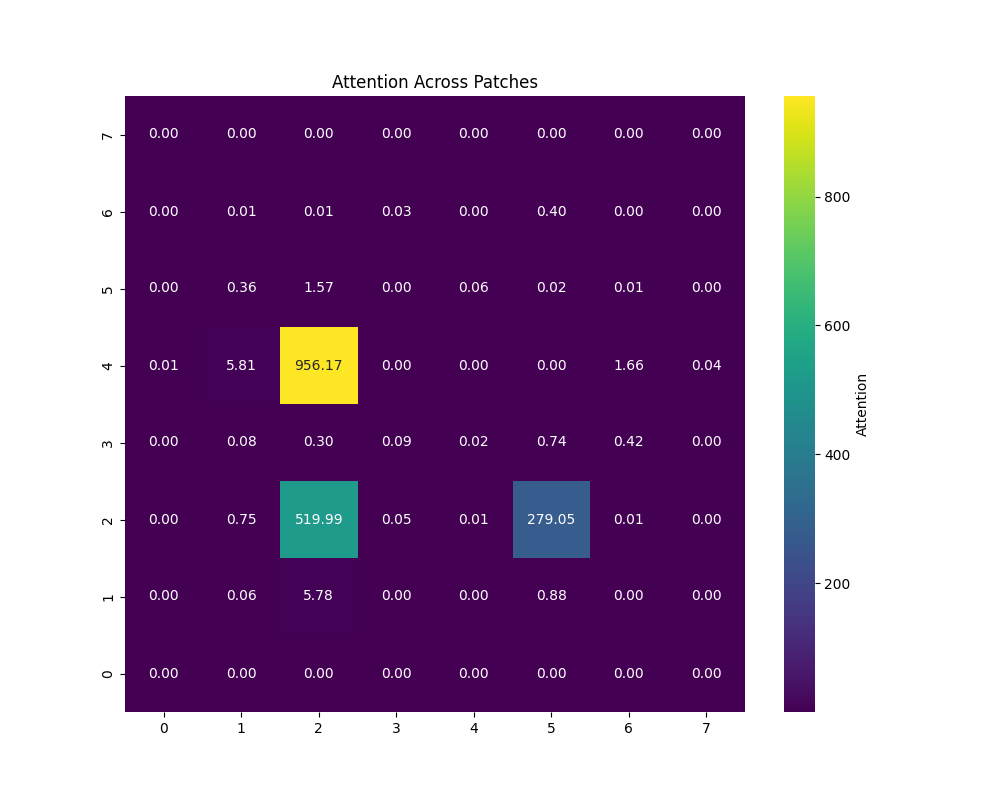 Attention Across Patches
7 0.00 0.00 0.00 0.00 0.00 0.00 0.00 0.00
6 0.00 0.01 0.01 0.03 0.00 0.40 0.00 0.00
5 0.00 0.36 1.57 0.00 0.06 0.02 0.01 0.00
4 0.01 5.81 956.17 0.00 0.00 0.00 1.66 0.04
3 0.00 0.08 0.30 0.09 0.02 0.74 0.42 0.00
2 0.00 0.75 519.99 0.05 0.01 279.05 0.01 0.00
1 0.00 0.06 5.78 0.00 0.00 0.88 0.00 0.00
0 0.00 0.00 0.00 0.00 0.00 0.00 0.00 0.00
0 1 2 3 4 5 6 7
800
600
400
200
Attention